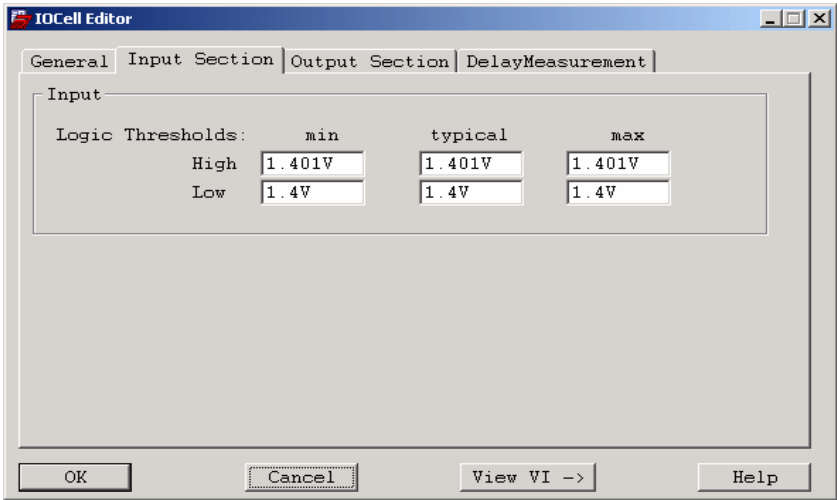 IOCell Editor
General Input Section Output Section DelayMeasurement
Input
Logic Thresholds: min typical max
High 1.401V 1.401V 1.401V
Low 1.4V 1.4V 1.4V
OK Cancel View VI -> Help